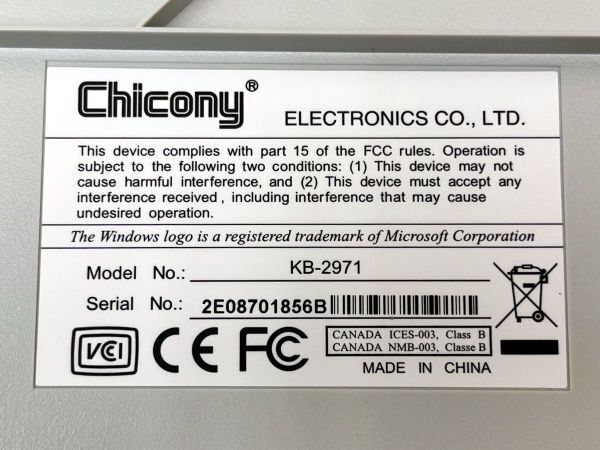 Chicony®
ELECTRONICS CO., LTD.
This device complies with part 15 of the FCC rules. Operation is
subject to the following two conditions: (1) This device may not
cause harmful interference, and (2) This device must accept any
interference received , including interference that may cause
undesired operation.
The Windows logo is a registered trademark of Microsoft Corporation
Model No.: KB-2971
Serial No.: 2E08701856B
VCI CE FC
CANADA ICES-003, Class B
CANADA NMB-003, Classe B
MADE IN CHINA